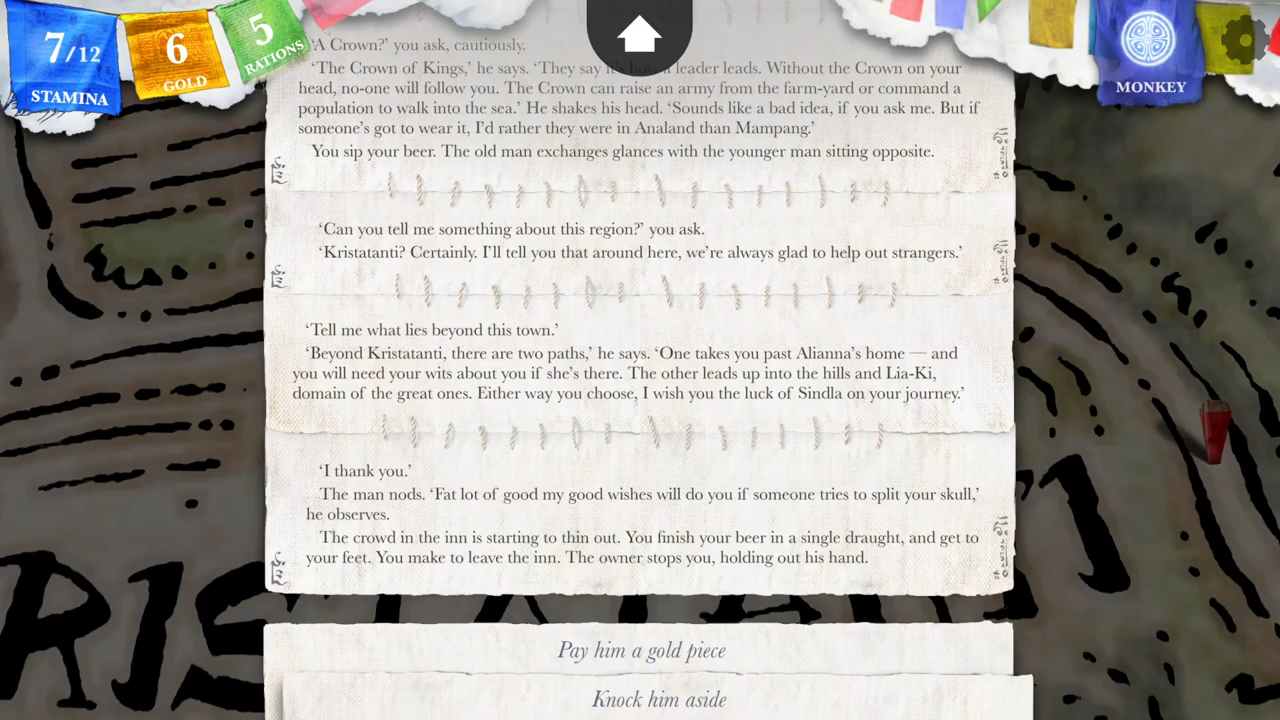 7/12
STAMINA
6
GOLD
5
RATIONS
MONKEY
'A Crown?' you ask, cautiously.
'The Crown of Kings,' he says. 'They say it's how a leader leads. Without the Crown on your
head, no-one will follow you. The Crown can raise an army from the farm-yard or command a
population to walk into the sea.' He shakes his head. 'Sounds like a bad idea, if you ask me. But if
someone's got to wear it, I'd rather they were in Analand than Mampang.'
You sip your beer. The old man exchanges glances with the younger man sitting opposite.
'Can you tell me something about this region?' you ask.
'Kristatanti? Certainly. I'll tell you that around here, we're always glad to help out strangers.'
'Tell me what lies beyond this town.'
'Beyond Kristatanti, there are two paths,' he says. 'One takes you past Alianna's home — and
you will need your wits about you if she's there. The other leads up into the hills and Lia-Ki,
domain of the great ones. Either way you choose, I wish you the luck of Sindla on your journey.'
'I thank you.'
The man nods. 'Fat lot of good my good wishes will do you if someone tries to split your skull,'
he observes.
The crowd in the inn is starting to thin out. You finish your beer in a single draught, and get to
your feet. You make to leave the inn. The owner stops you, holding out his hand.
Pay him a gold piece
Knock him aside